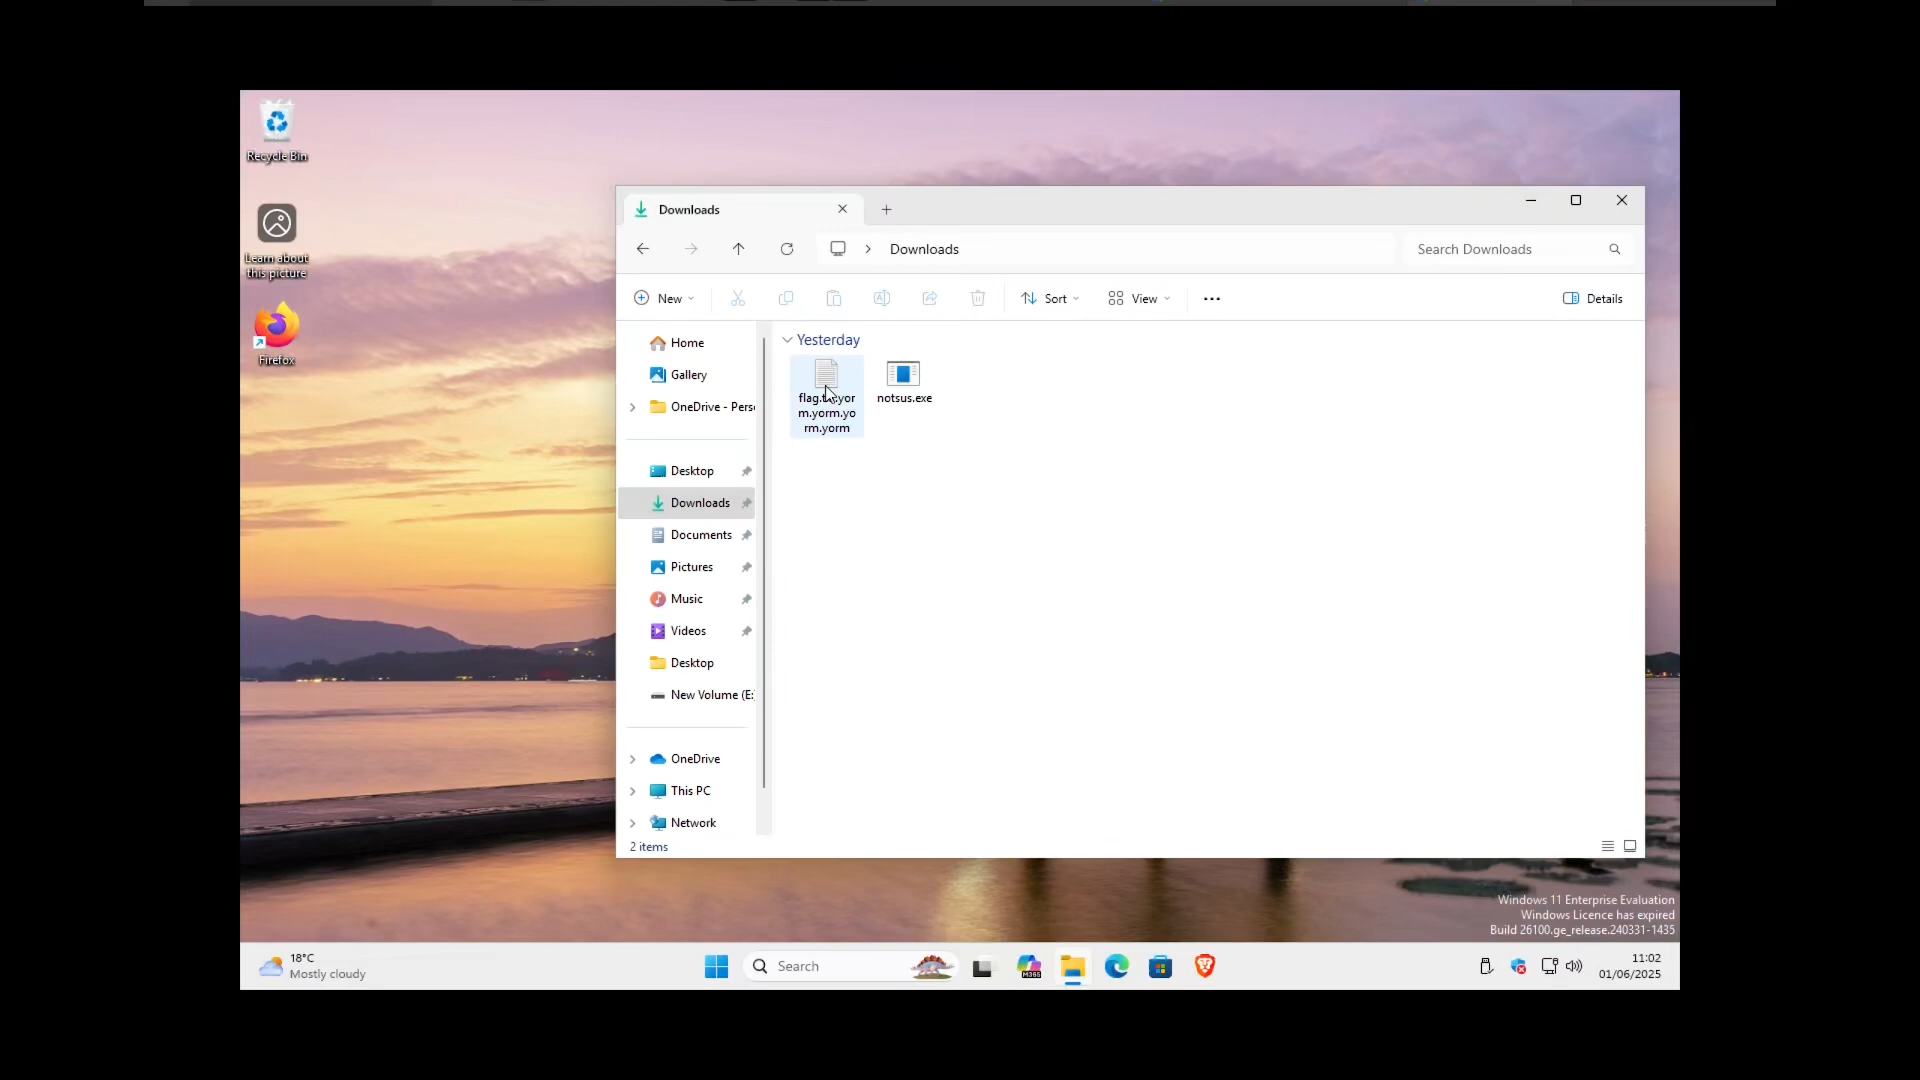 Recycle Bin
Learn about
this picture
Firefox
Downloads
Downloads
Search Downloads
New
Sort
View
Details
Home
Gallery
OneDrive - Perso
Desktop
Downloads
Documents
Pictures
Music
Videos
Desktop
New Volume (E:
OneDrive
This PC
Network
Yesterday
m.yorm.yo
rm.yorm
notsus.exe
2 items
Windows 11 Enterprise Evaluation
Windows Licence has expired
Build 26100.ge_release.240331-1435
18°C
Mostly cloudy
Search
M365
11:02
01/06/2025